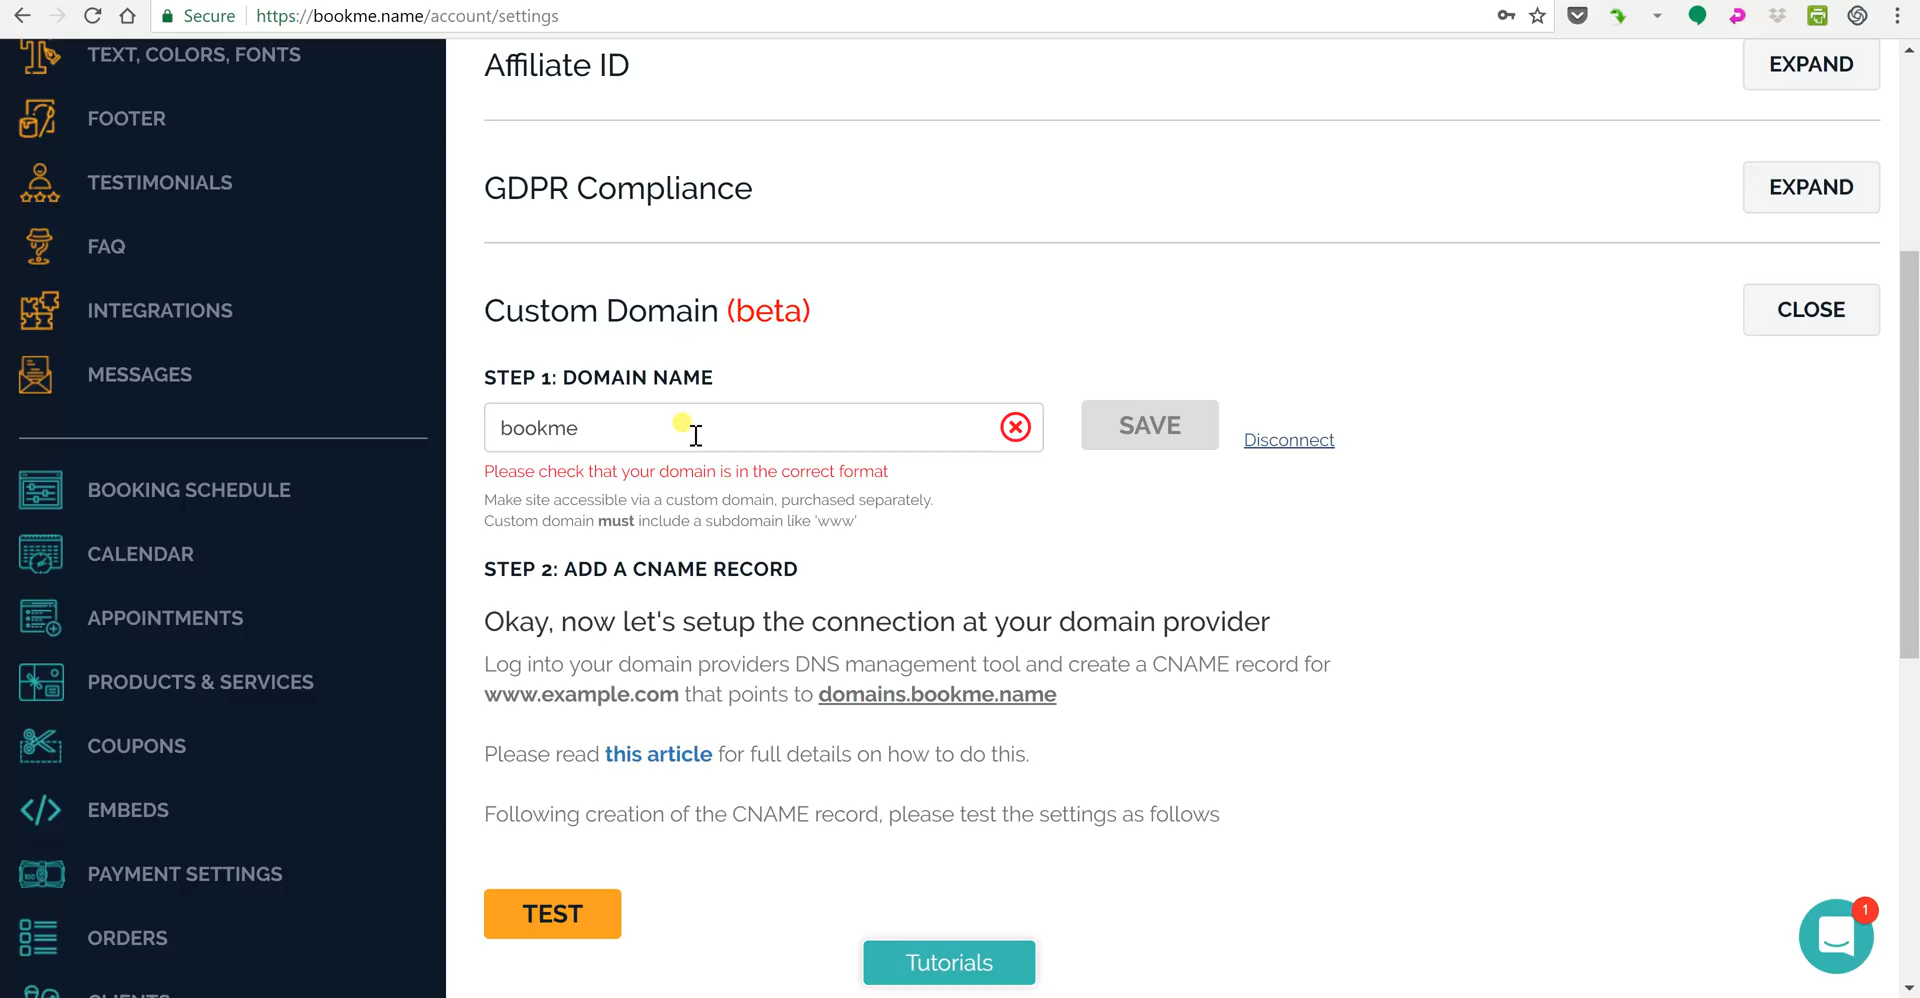 Secure https://bookme.name/account/settings
TEXT, COLORS, FONTS
FOOTER
TESTIMONIALS
FAQ
INTEGRATIONS
MESSAGES
BOOKING SCHEDULE
CALENDAR
APPOINTMENTS
PRODUCTS & SERVICES
COUPONS
EMBEDS
PAYMENT SETTINGS
ORDERS
CLIENTS
Affiliate ID
EXPAND
GDPR Compliance
EXPAND
Custom Domain (beta)
CLOSE
STEP 1: DOMAIN NAME
bookme
SAVE
Disconnect
Please check that your domain is in the correct format
Make site accessible via a custom domain, purchased separately.
Custom domain must include a subdomain like 'www'
STEP 2: ADD A CNAME RECORD
Okay, now let's setup the connection at your domain provider
Log into your domain providers DNS management tool and create a CNAME record for
www.example.com that points to domains.bookme.name
Please read this article for full details on how to do this.
Following creation of the CNAME record, please test the settings as follows
TEST
Tutorials
1